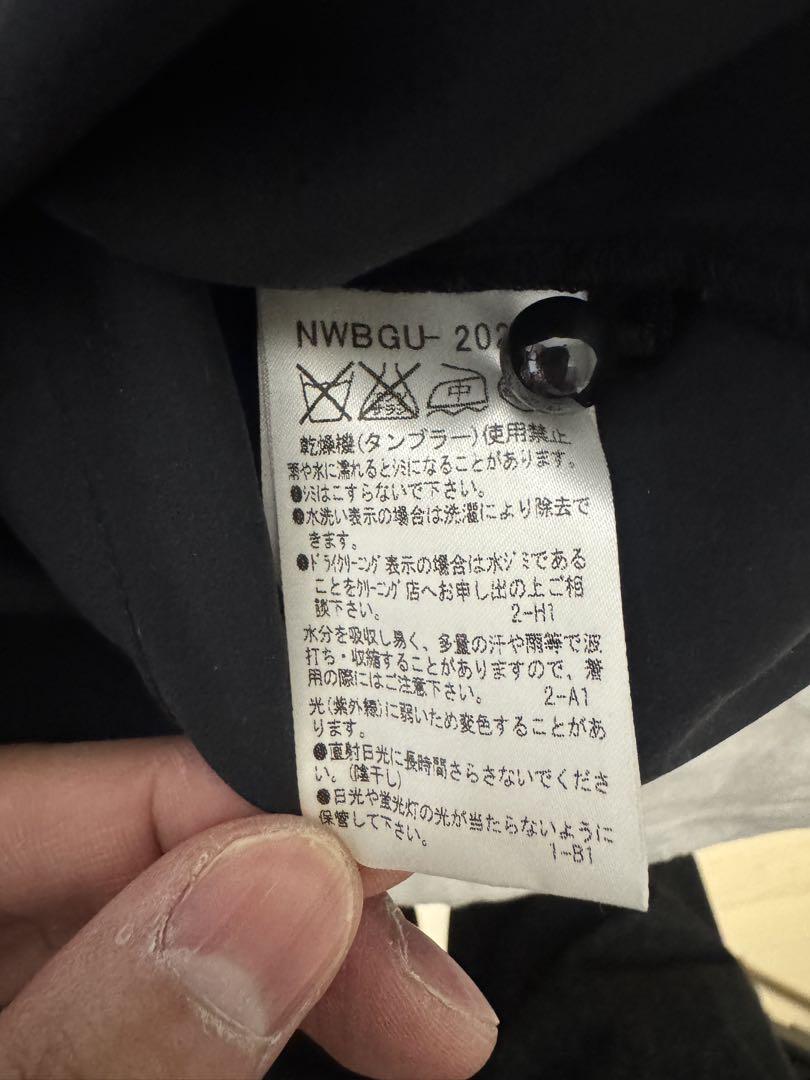 NWBGU- 202
中
乾燥機(タンブラー)使用禁止
薬や水に濡れるとシミになることがあります。
●シミはこすらないで下さい。
●水洗い表示の場合は洗濯により除去で
きます。
●ドライクリーニング表示の場合は水ジミである
ことをクリーニング店へお申し出の上ご相
談下さい。 2-H1
水分を吸収し易く、多量の汗や雨等で波
打ち・収縮することがありますので、着
用の際にはご注意下さい。 2-A1
光(紫外線)に弱いため変色することがあ
ります。
●直射日光に長時間さらさないでくださ
い。(陰干し)
●日光や蛍光灯の光が当たらないように
保管して下さい。 1-B1